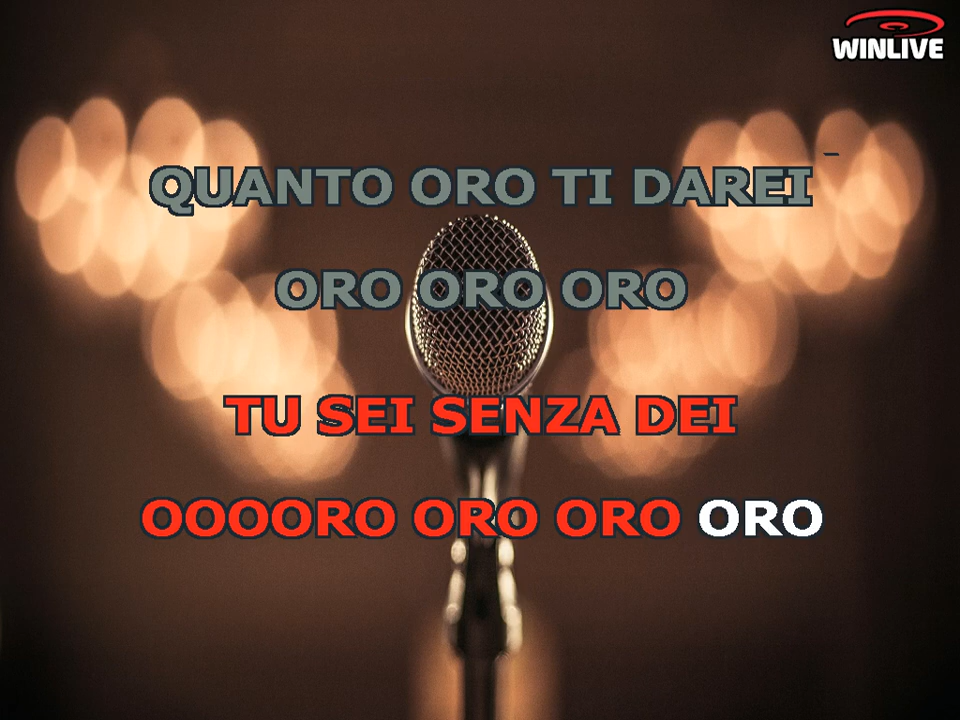 WINLIVE
QUANTO ORO TI DAREI
ORO ORO ORO
TU SEI SENZA DEI
OOOORO ORO ORO ORO